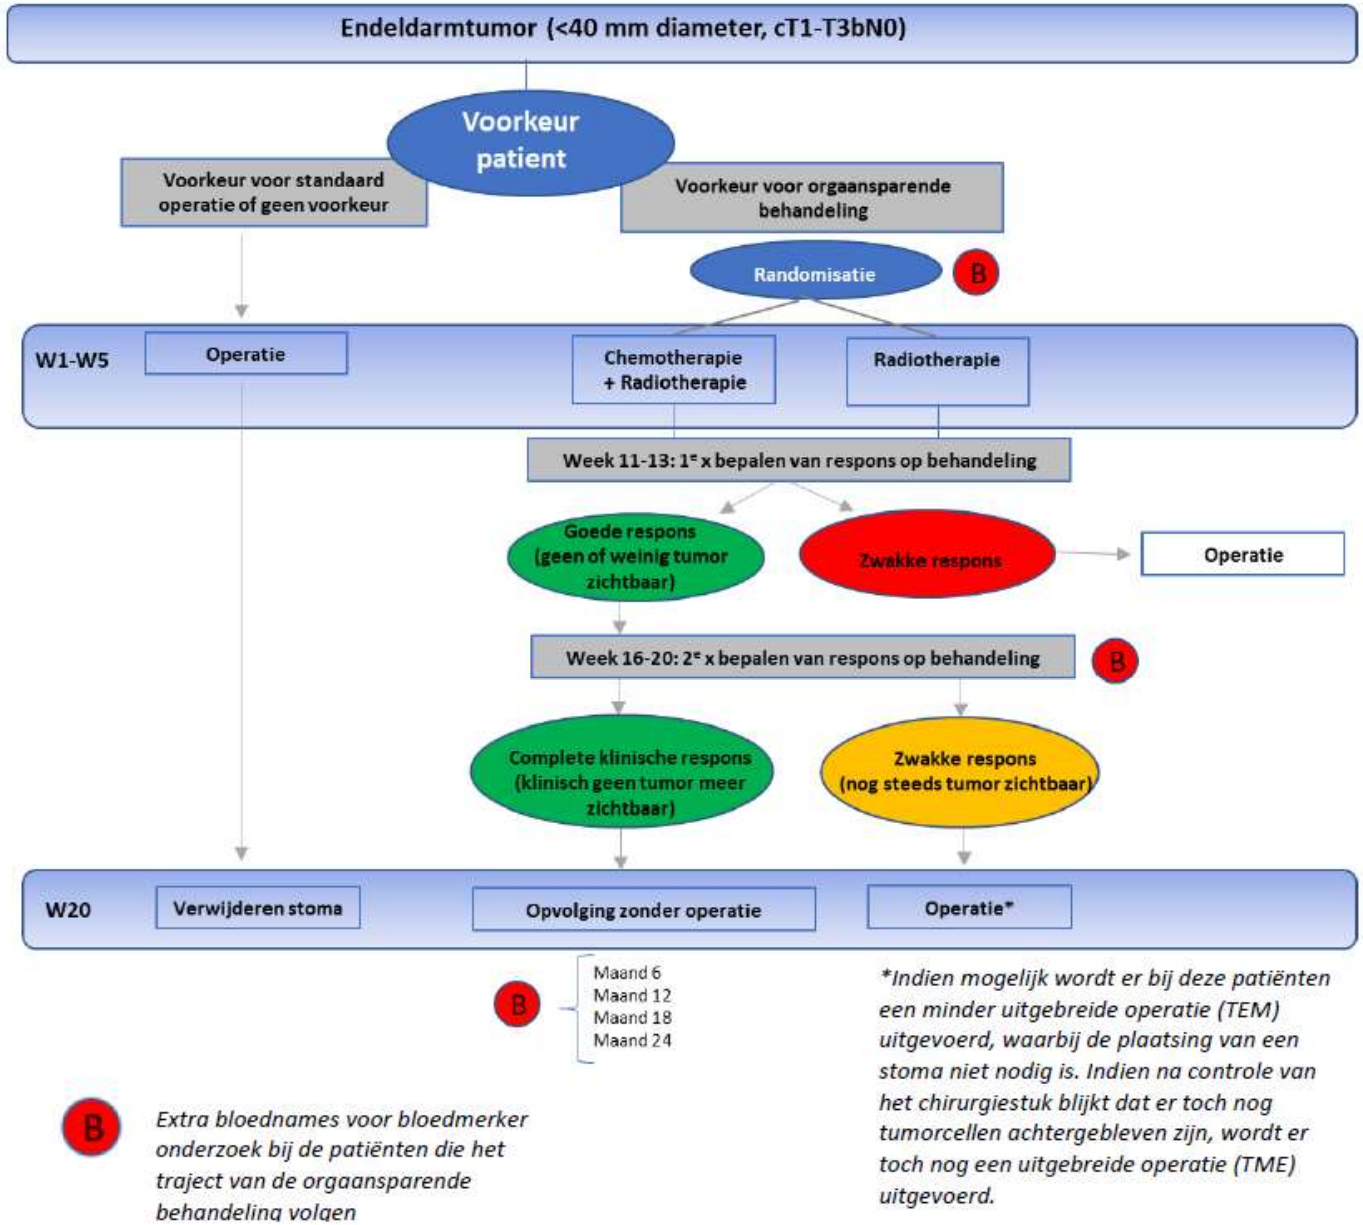 Endeldarmtumor (<40 mm diameter, cT1-T3bN0)
Voorkeur
patient
Voorkeur voor standaard
operatie of geen voorkeur
Voorkeur voor orgaansparende
behandeling
Randomisatie
B
W1-W5
Operatie
Chemotherapie
+ Radiotherapie
Radiotherapie
Week 11-13: 1ᵉ x bepalen van respons op behandeling
Goede respons
(geen of weinig tumor
zichtbaar)
Zwakke respons
Operatie
Week 16-20: 2ᵉ x bepalen van respons op behandeling
B
Complete klinische respons
(klinisch geen tumor meer
zichtbaar)
Zwakke respons
(nog steeds tumor zichtbaar)
W20
Verwijderen stoma
Opvolging zonder operatie
Operatie*
B
Maand 6
Maand 12
Maand 18
Maand 24
*Indien mogelijk wordt er bij deze patiënten
een minder uitgebreide operatie (TEM)
uitgevoerd, waarbij de plaatsing van een
stoma niet nodig is. Indien na controle van
het chirurgiestuk blijkt dat er toch nog
tumorcellen achtergebleven zijn, wordt er
toch nog een uitgebreide operatie (TME)
uitgevoerd.
B
Extra bloednames voor bloedmerker
onderzoek bij de patiënten die het
traject van de orgaansparende
behandeling volgen